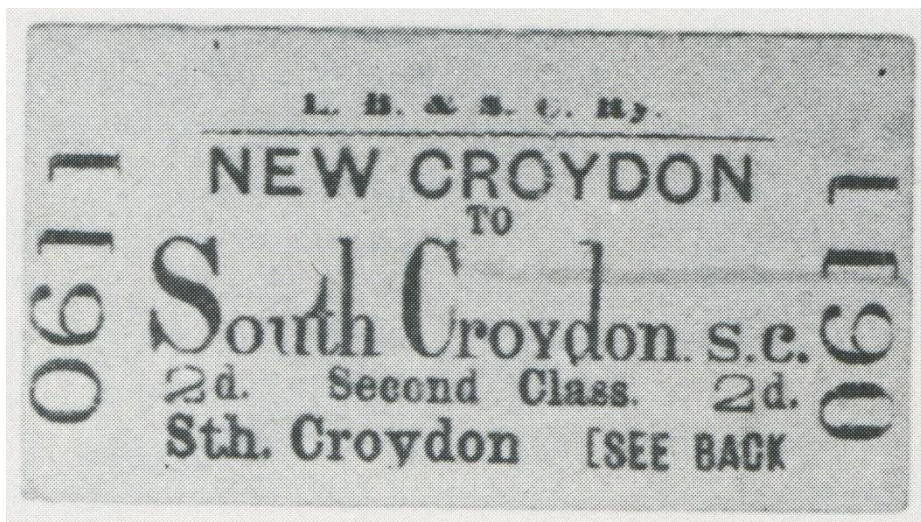 L. B. & S. C. Ry.
NEW CROYDON
TO
South Croydon. S.C.
2d. Second Class. 2d.
Sth. Croydon [SEE BACK
0611
0611